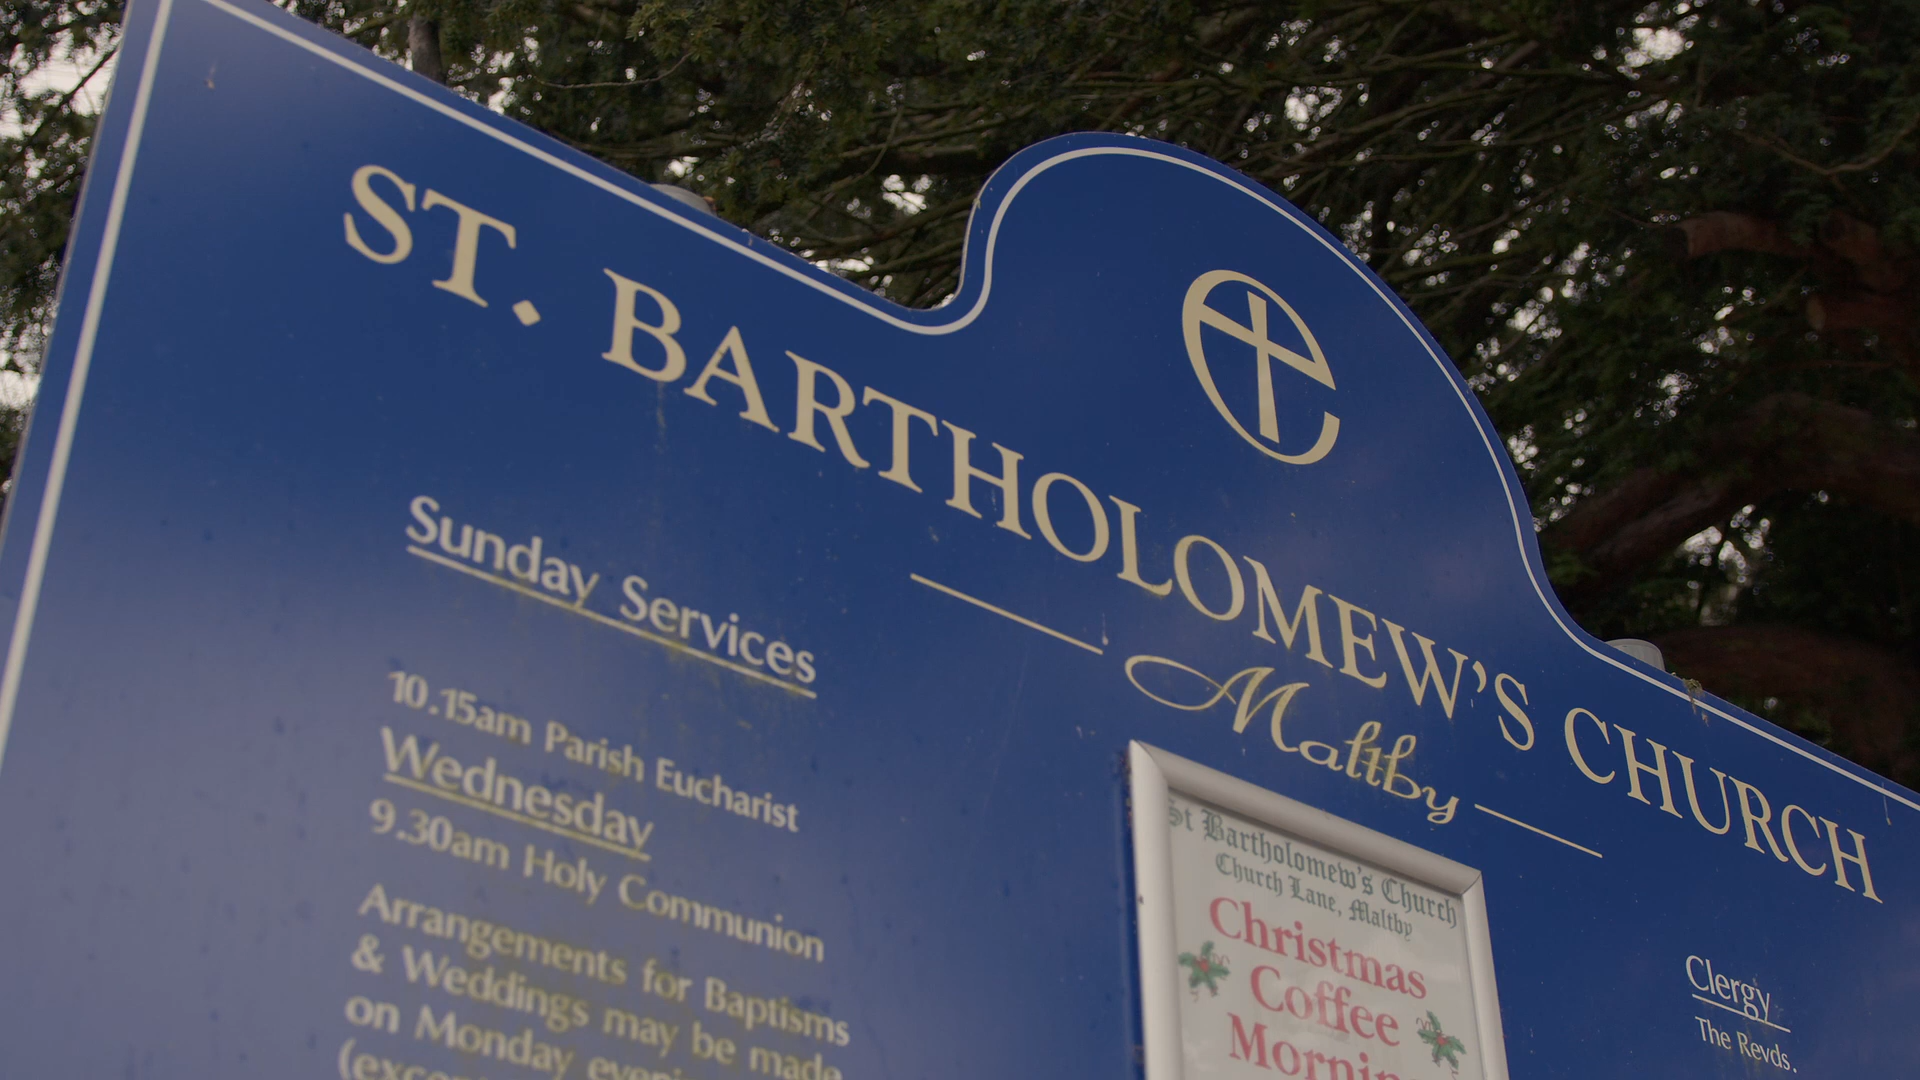 ST. BARTHOLOMEW'S CHURCH
Maltby
Sunday Services
10.15am Parish Eucharist
Wednesday
9.30am Holy Communion
Arrangements for Baptisms
& Weddings may be made
on Monday
St Bartholomew's Church
Church Lane, Maltby
Christmas
Coffee
Clergy
The Revds.